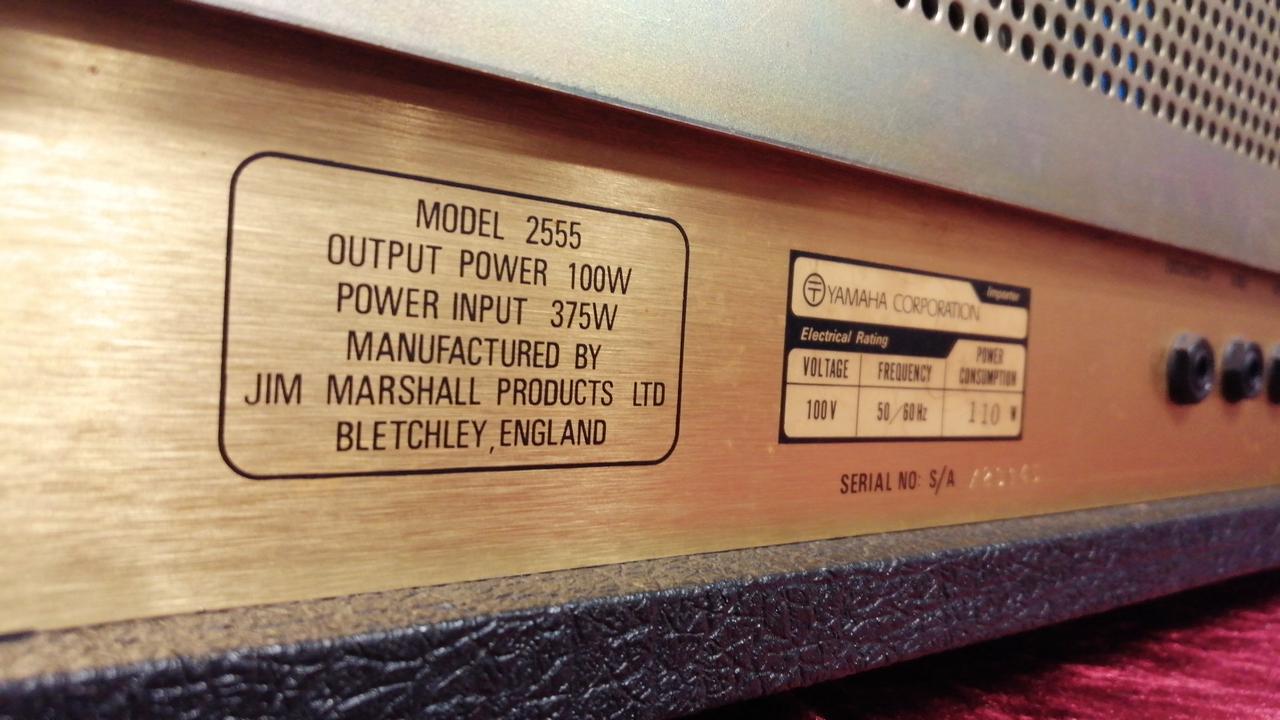 MODEL 2555
OUTPUT POWER 100W
POWER INPUT 375W
MANUFACTURED BY
JIM MARSHALL PRODUCTS LTD
BLETCHLEY, ENGLAND
YAMAHA CORPORATION
Importer
Electrical Rating
VOLTAGE FREQUENCY POWER CONSUMPTION
100V 50/60Hz 110 W
SERIAL NO: S/A